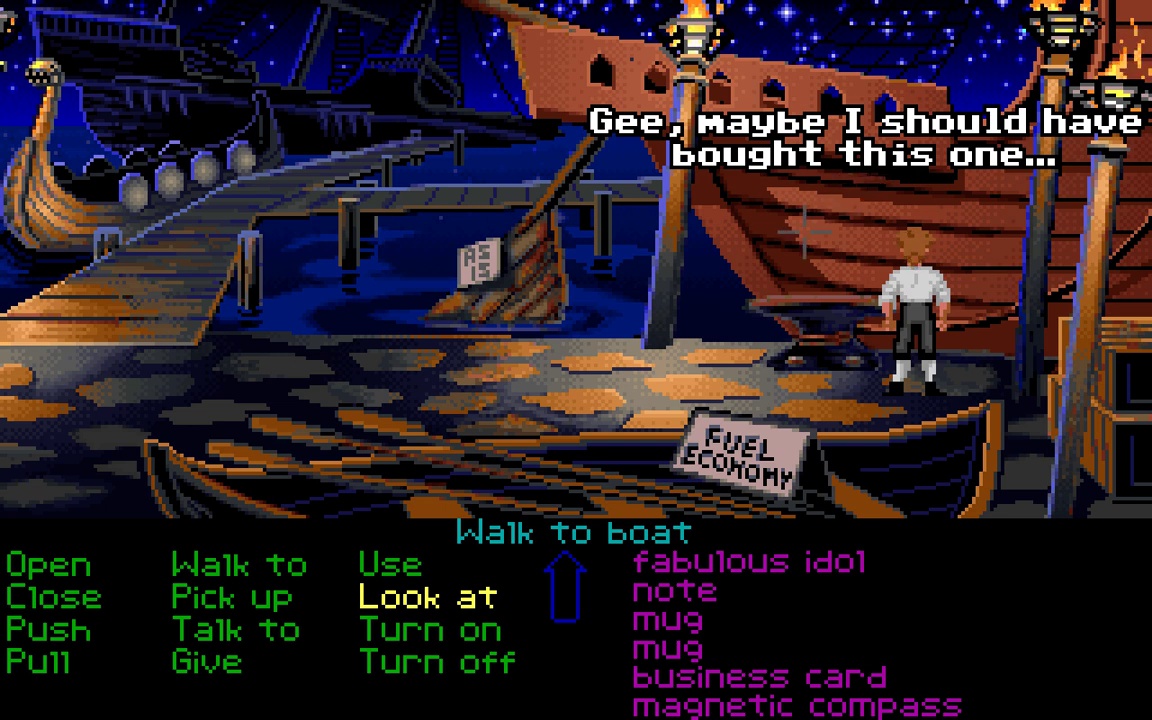 Gee, maybe I should have
bought this one...
AS
IS
FUEL
ECONOMY
Walk to boat
Open Walk to Use fabulous idol
Close Pick up Look at note
Push Talk to Turn on mug
Pull Give Turn off mug
business card
magnetic compass